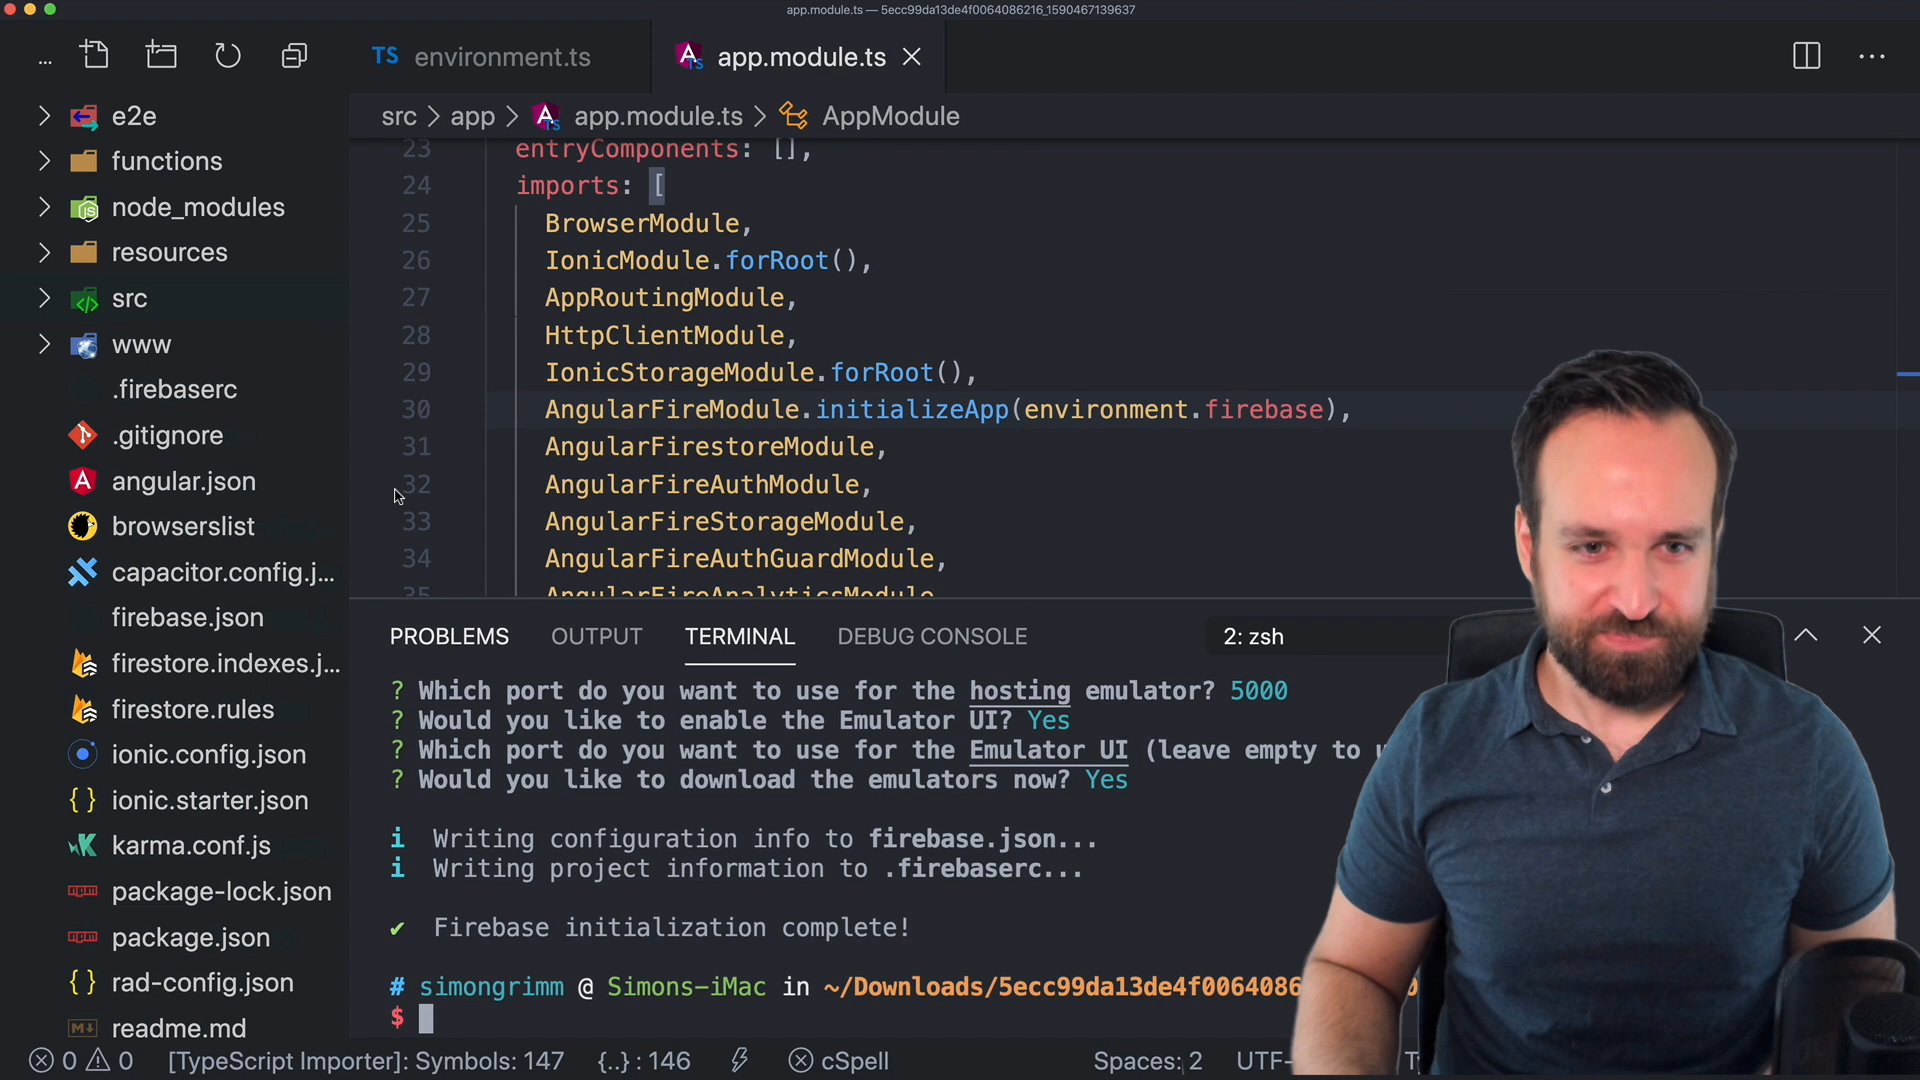 app.module.ts — 5ecc99da13de4f0064086216_1590467139637
...
TS environment.ts
app.module.ts
src > app > app.module.ts > AppModule
e2e
functions
node_modules
resources
src
www
.firebaserc
.gitignore
angular.json
browserslist
capacitor.config.j...
firebase.json
firestore.indexes.j...
firestore.rules
ionic.config.json
ionic.starter.json
karma.conf.js
package-lock.json
package.json
rad-config.json
readme.md
23 entryComponents: [],
24 imports: [
25 BrowserModule,
26 IonicModule.forRoot(),
27 AppRoutingModule,
28 HttpClientModule,
29 IonicStorageModule.forRoot(),
30 AngularFireModule.initializeApp(environment.firebase),
31 AngularFirestoreModule,
32 AngularFireAuthModule,
33 AngularFireStorageModule,
34 AngularFireAuthGuardModule,
35 AngularFireAnalyticsModule
PROBLEMS OUTPUT TERMINAL DEBUG CONSOLE 2: zsh
? Which port do you want to use for the hosting emulator? 5000
? Would you like to enable the Emulator UI? Yes
? Which port do you want to use for the Emulator UI (leave empty to
? Would you like to download the emulators now? Yes
i Writing configuration info to firebase.json...
i Writing project information to .firebaserc...
✔ Firebase initialization complete!
# simongrimm @ Simons-iMac in ~/Downloads/5ecc99da13de4f0064086
$
0 0 [TypeScript Importer]: Symbols: 147 {..} : 146 cSpell Spaces: 2 UTF-